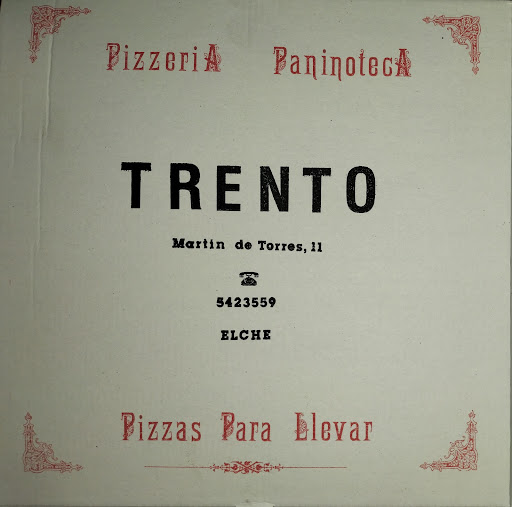 PizzeriA PaninotecA
TRENTO
Martin de Torres, 11
5423559
ELCHE
Pizzas Para Llevar